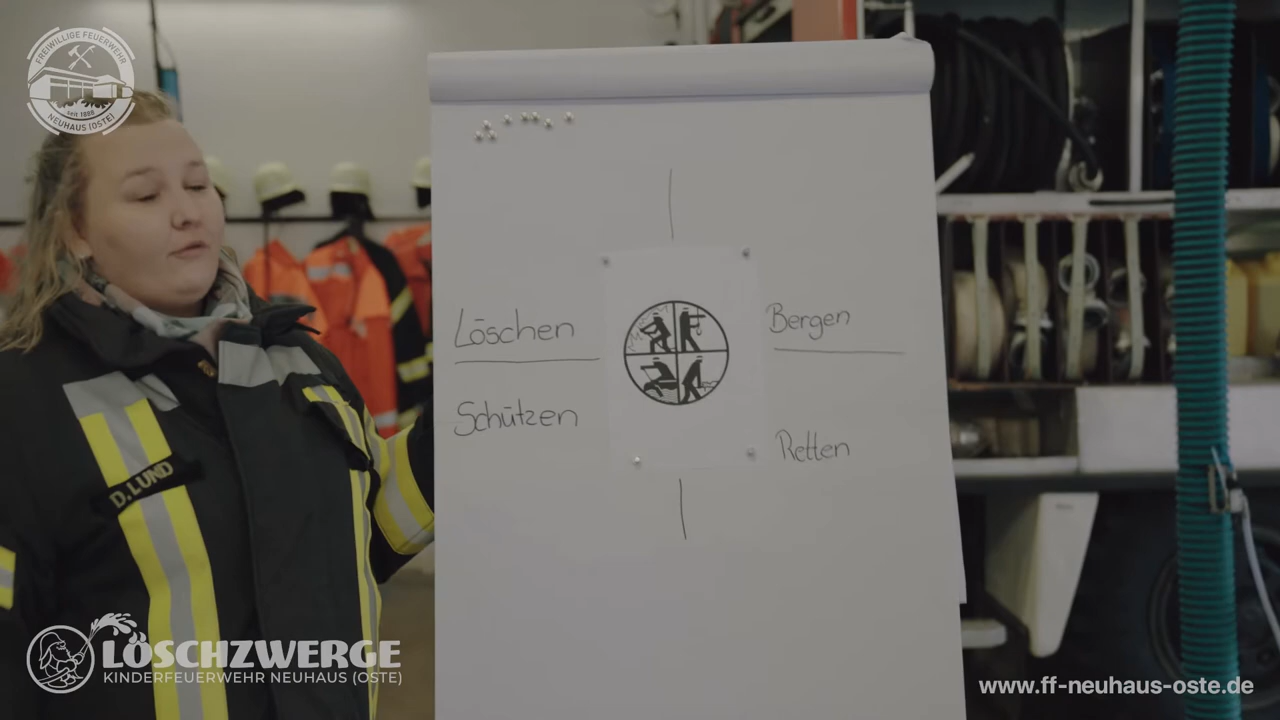 FREIWILLIGE FEUERWEHR
seit 1888
NEUHAUS (OSTE)
Löschen
Bergen
Schützen
Retten
D. LUND
LÖSCHZWERGE
KINDERFEUERWEHR NEUHAUS (OSTE)
www.ff-neuhaus-oste.de